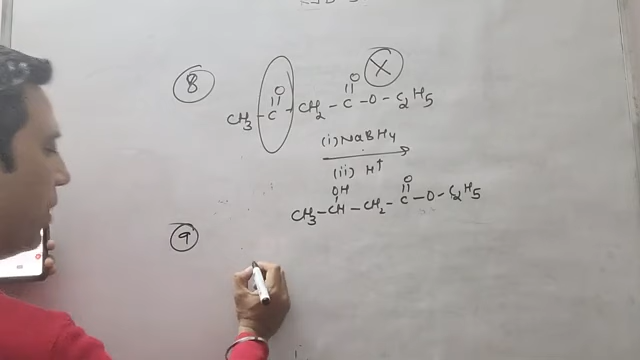 8
X
O O
|| ||
CH3 - C - CH2 - C - O - C2H5
(i) NaBH4
(ii) H+
OH O
| ||
CH3 - CH - CH2 - C - O - C2H5
9